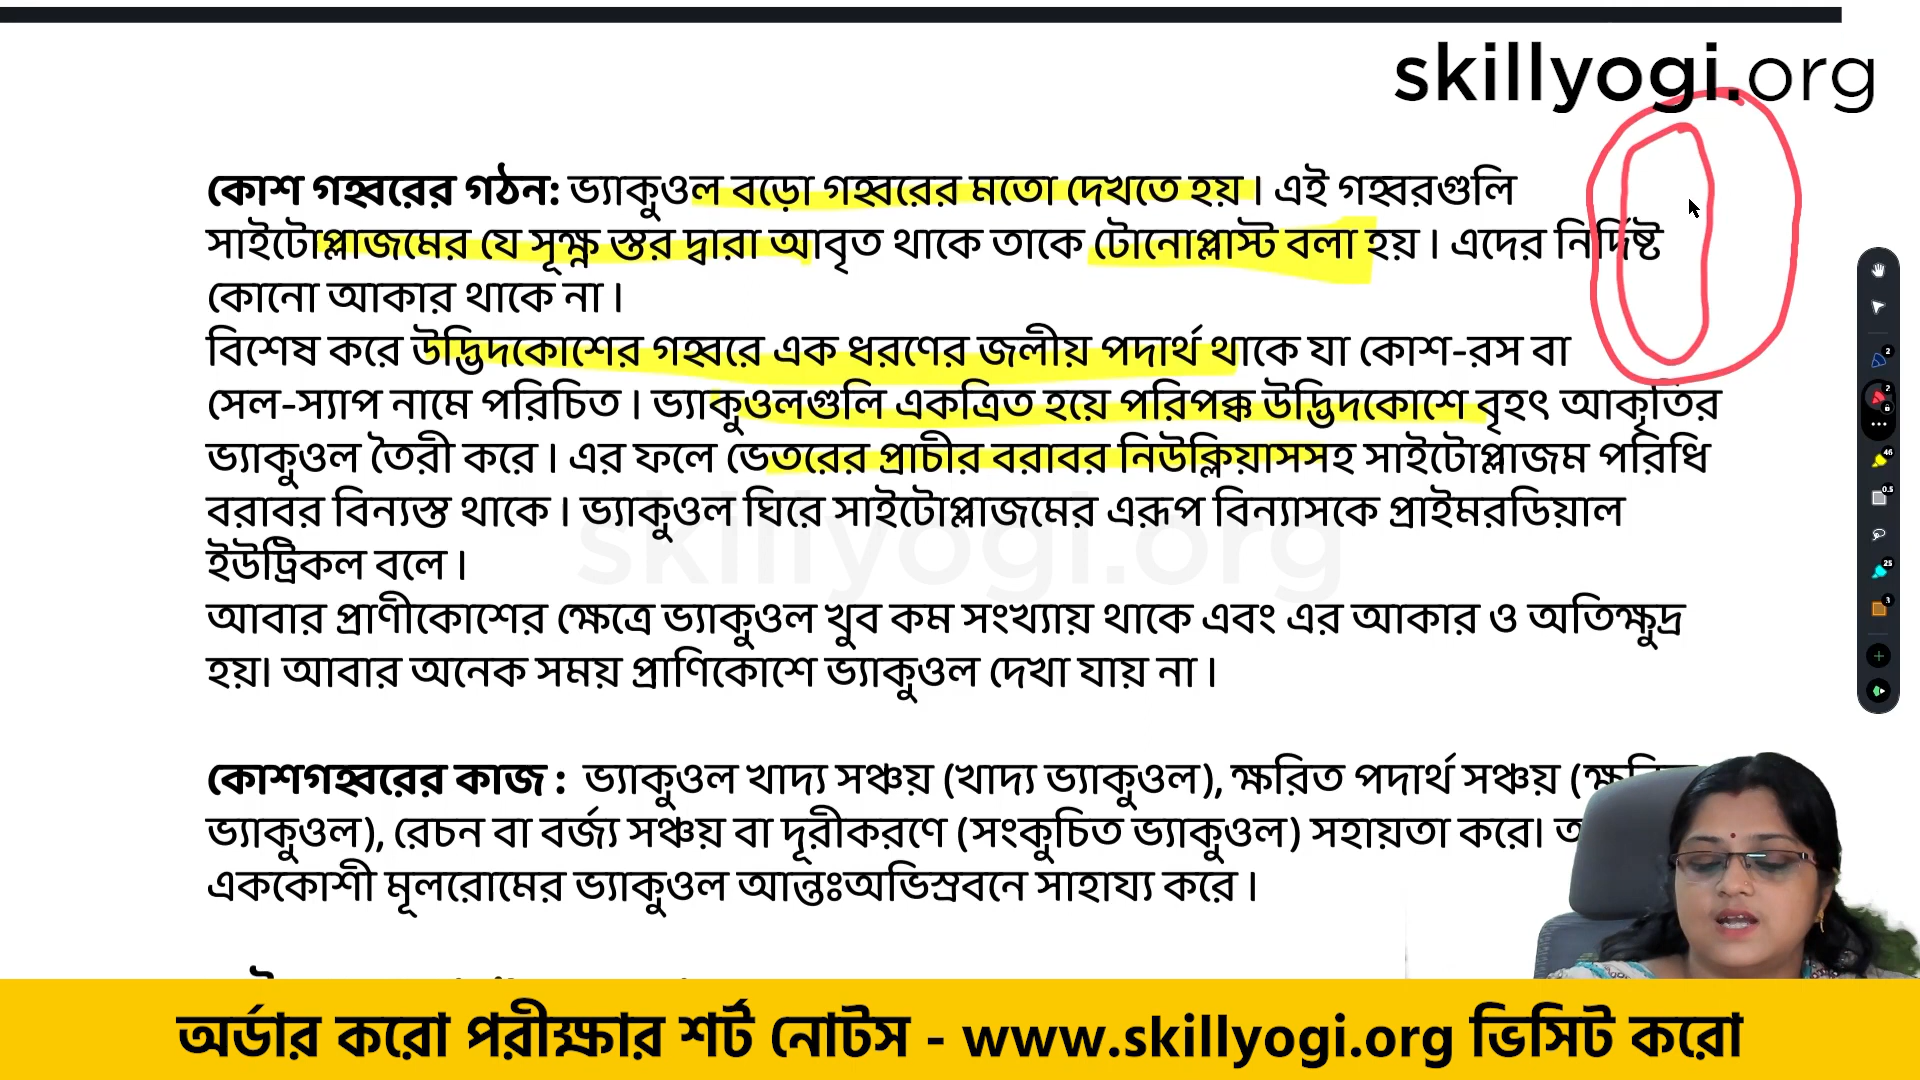 skillyogi.org
কোশ গহ্বরের গঠন: ভ্যাকুওল বড়ো গহ্বরের মতো দেখতে হয়। এই গহ্বরগুলি
সাইটোপ্লাজমের যে সূক্ষ্ণ স্তর দ্বারা আবৃত থাকে তাকে টোনোপ্লাস্ট বলা হয়। এদের নির্দিষ্ট
কোনো আকার থাকে না।
বিশেষ করে উদ্ভিদকোশের গহ্বরে এক ধরণের জলীয় পদার্থ থাকে যা কোশ-রস বা
সেল-স্যাপ নামে পরিচিত। ভ্যাকুওলগুলি একত্রিত হয়ে পরিপক্ক উদ্ভিদকোশে বৃহৎ আকৃতির
ভ্যাকুওল তৈরী করে। এর ফলে ভেতরের প্রাচীর বরাবর নিউক্লিয়াসসহ সাইটোপ্লাজম পরিধি
বরাবর বিন্যস্ত থাকে। ভ্যাকুওল ঘিরে সাইটোপ্লাজমের এরূপ বিন্যাসকে প্রাইমরডিয়াল
ইউট্রিকল বলে।
আবার প্রাণীকোশের ক্ষেত্রে ভ্যাকুওল খুব কম সংখ্যায় থাকে এবং এর আকার ও অতিক্ষুদ্র
হয়। আবার অনেক সময় প্রাণিকোশে ভ্যাকুওল দেখা যায় না।
কোশগহ্বরের কাজ : ভ্যাকুওল খাদ্য সঞ্চয় (খাদ্য ভ্যাকুওল), ক্ষরিত পদার্থ সঞ্চয়
ভ্যাকুওল), রেচন বা বর্জ্য সঞ্চয় বা দূরীকরণে (সংকুচিত ভ্যাকুওল) সহায়তা করে।
এককোশী মূলরোমের ভ্যাকুওল আন্তঃঅভিস্রবনে সাহায্য করে।
skillyogi.org
অর্ডার করো পরীক্ষার শর্ট নোটস - www.skillyogi.org ভিসিট করো